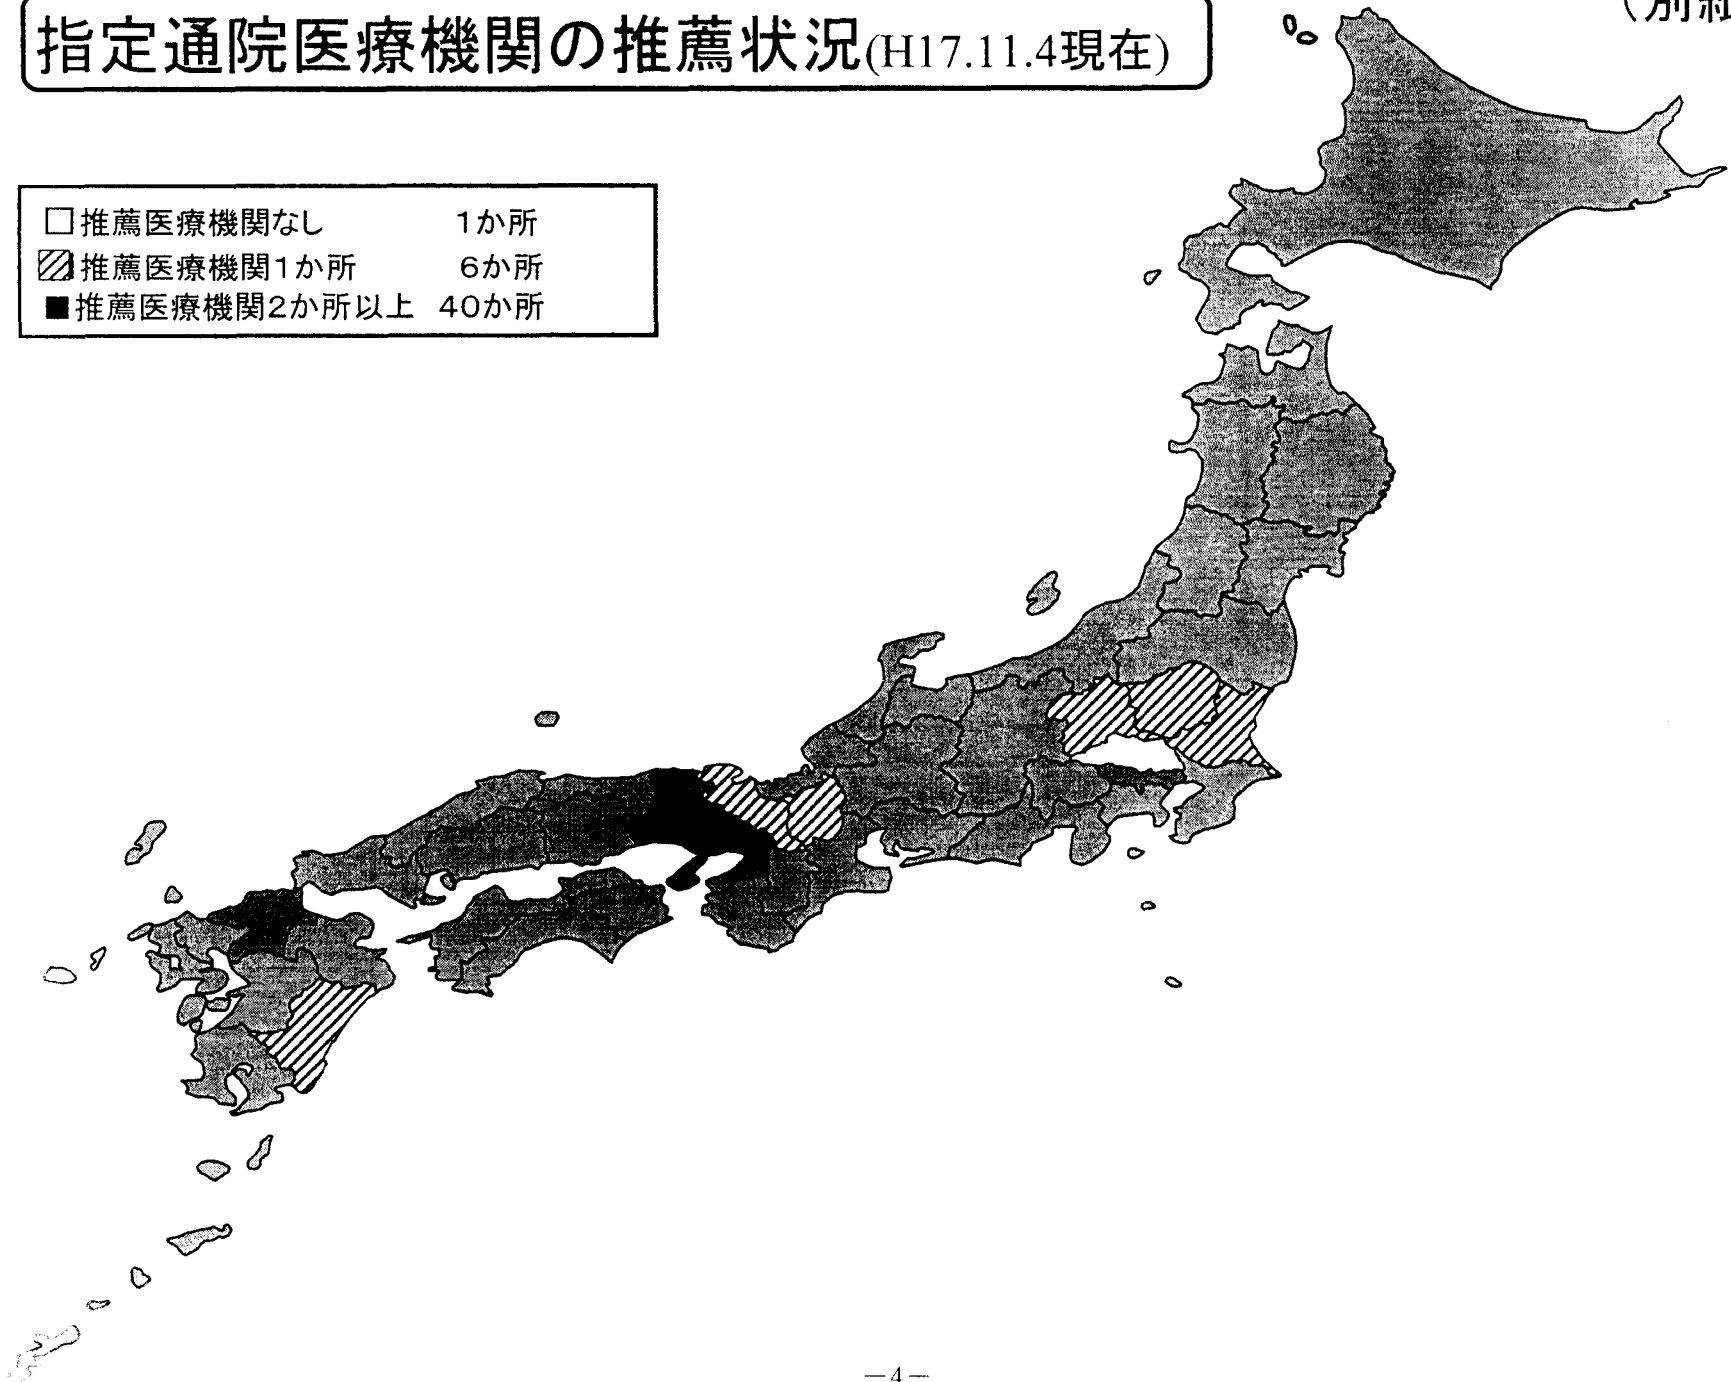 (別紙
指定通院医療機関の推薦状況(H17.11.4現在)
□推薦医療機関なし 1か所
推薦医療機関1か所 6か所
■推薦医療機関2か所以上 40か所
—4—